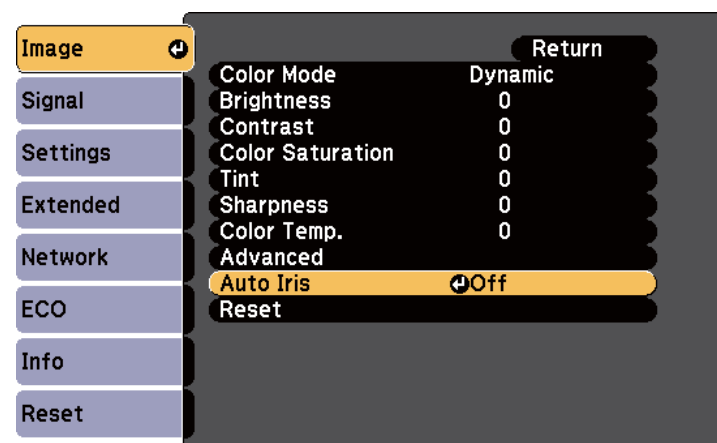 Image
Signal
Settings
Extended
Network
ECO
Info
Reset
Return
Color Mode Dynamic
Brightness 0
Contrast 0
Color Saturation 0
Tint 0
Sharpness 0
Color Temp. 0
Advanced
Auto Iris Off
Reset